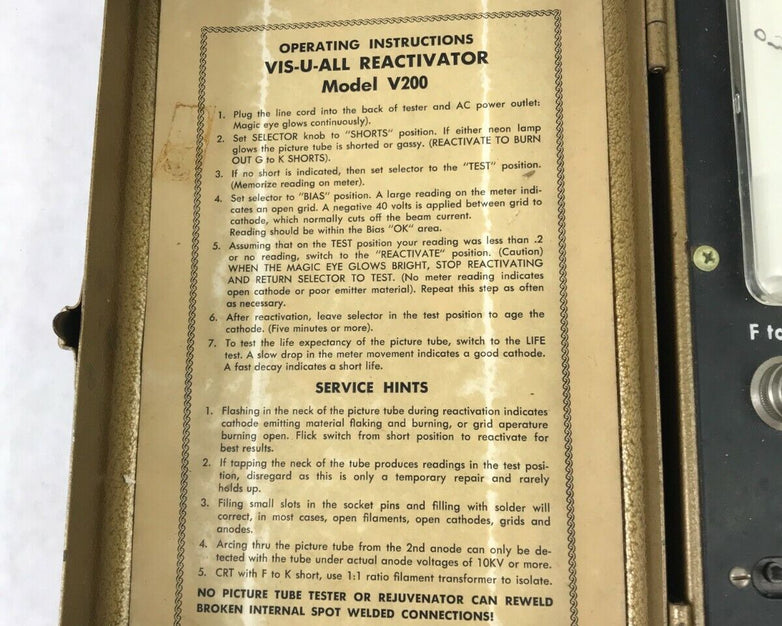 OPERATING INSTRUCTIONS
VIS-U-ALL REACTIVATOR
Model V200
1. Plug the line cord into the back of tester and AC power outlet:
Magic eye glows continuously).
2. Set SELECTOR knob to "SHORTS" position. If either neon lamp
glows the picture tube is shorted or gassy. (REACTIVATE TO BURN
OUT G to K SHORTS).
3. If no short is indicated, then set selector to the "TEST" position.
(Memorize reading on meter).
4. Set selector to "BIAS" position. A large reading on the meter indi-
cates an open grid. A negative 40 volts is applied between grid to
cathode, which normally cuts off the beam current.
Reading should be within the Bias "OK" area.
5. Assuming that on the TEST position your reading was less than .2
or no reading, switch to the "REACTIVATE" position. (Caution)
WHEN THE MAGIC EYE GLOWS BRIGHT, STOP REACTIVATING
AND RETURN SELECTOR TO TEST. (No meter reading indicates
open cathode or poor emitter material). Repeat this step as often
as necessary.
6. After reactivation, leave selector in the test position to age the
cathode. (Five minutes or more).
7. To test the life expectancy of the picture tube, switch to the LIFE
test. A slow drop in the meter movement indicates a good cathode.
A fast decay indicates a short life.
SERVICE HINTS
1. Flashing in the neck of the picture tube during reactivation indicates
cathode emitting material flaking and burning, or grid aperature
burning open. Flick switch from short position to reactivate for
best results.
2. If tapping the neck of the tube produces readings in the test posi-
tion, disregard as this is only a temporary repair and rarely
holds up.
3. Filing small slots in the socket pins and filling with solder will
correct, in most cases, open filaments, open cathodes, grids and
anodes.
4. Arcing thru the picture tube from the 2nd anode can only be de-
tected with the tube under actual anode voltages of 10KV or more.
5. CRT with F to K short, use 1:1 ratio filament transformer to isolate.
NO PICTURE TUBE TESTER OR REJUVENATOR CAN REWELD
BROKEN INTERNAL SPOT WELDED CONNECTIONS!
F to